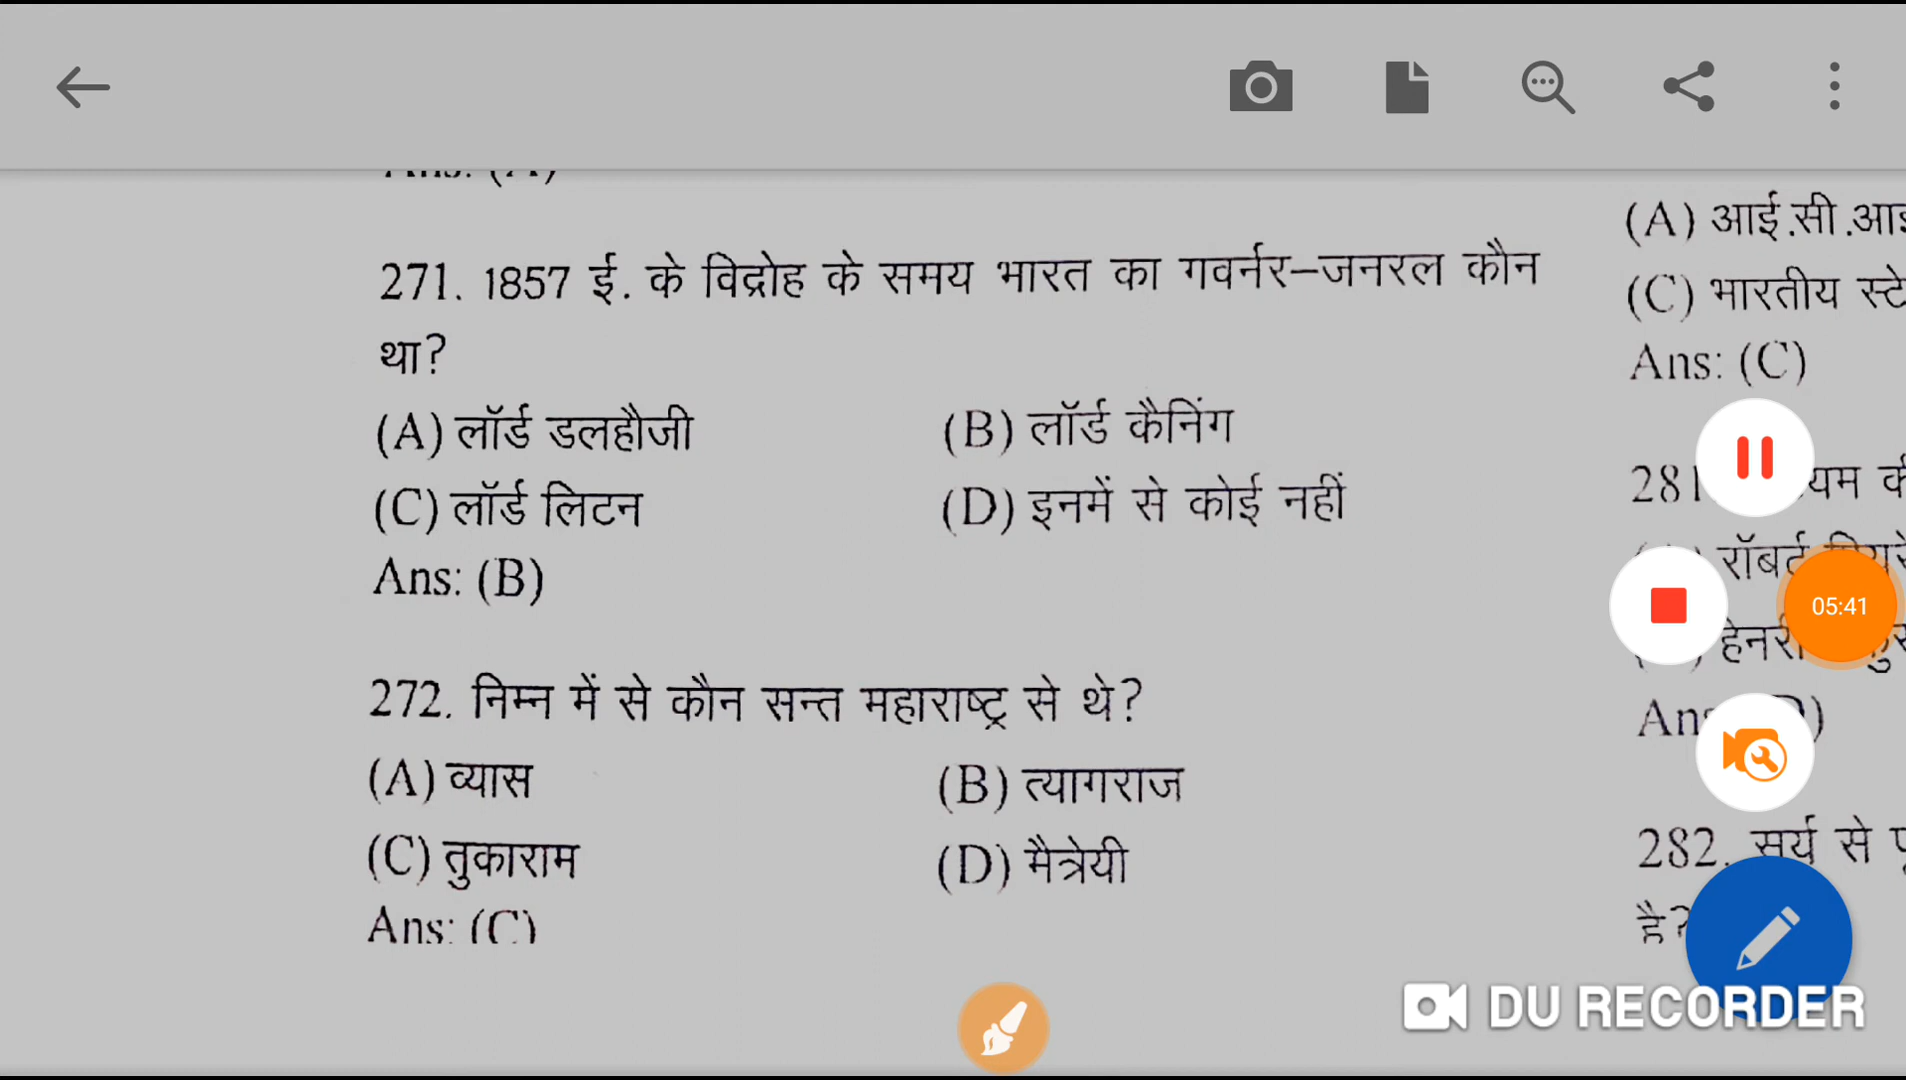 271. 1857 ई. के विद्रोह के समय भारत का गवर्नर–जनरल कौन
था?
(A) लॉर्ड डलहौजी (B) लॉर्ड कैनिंग
(C) लॉर्ड लिटन (D) इनमें से कोई नहीं
Ans: (B)
272. निम्न में से कौन सन्त महाराष्ट्र से थे?
(A) व्यास (B) त्यागराज
(C) तुकाराम (D) मैत्रेयी
Ans: (C)
(A) आई.सी.
(C) भारतीय
Ans: (C)
281
रॉबर्ट
282. से
है?
05:41
DU RECORDER